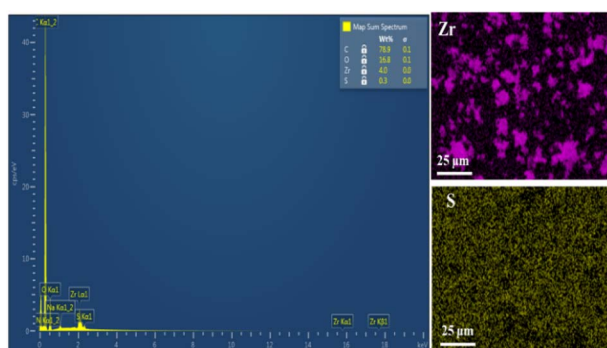 C Kα1_2
Map Sum Spectrum
Wt% σ
C 78.9 0.1
O 16.8 0.1
Zr 4.0 0.0
S 0.3 0.0
40
30
20
10
0
cps/eV
O Kα1
Na Kα1_2
N Kα1_2
Zr Lα1
S Kα1
Zr Kα1
Zr Kβ1
0 2 4 6 8 10 12 14 16 18 keV
Zr
25 μm
S
25 μm